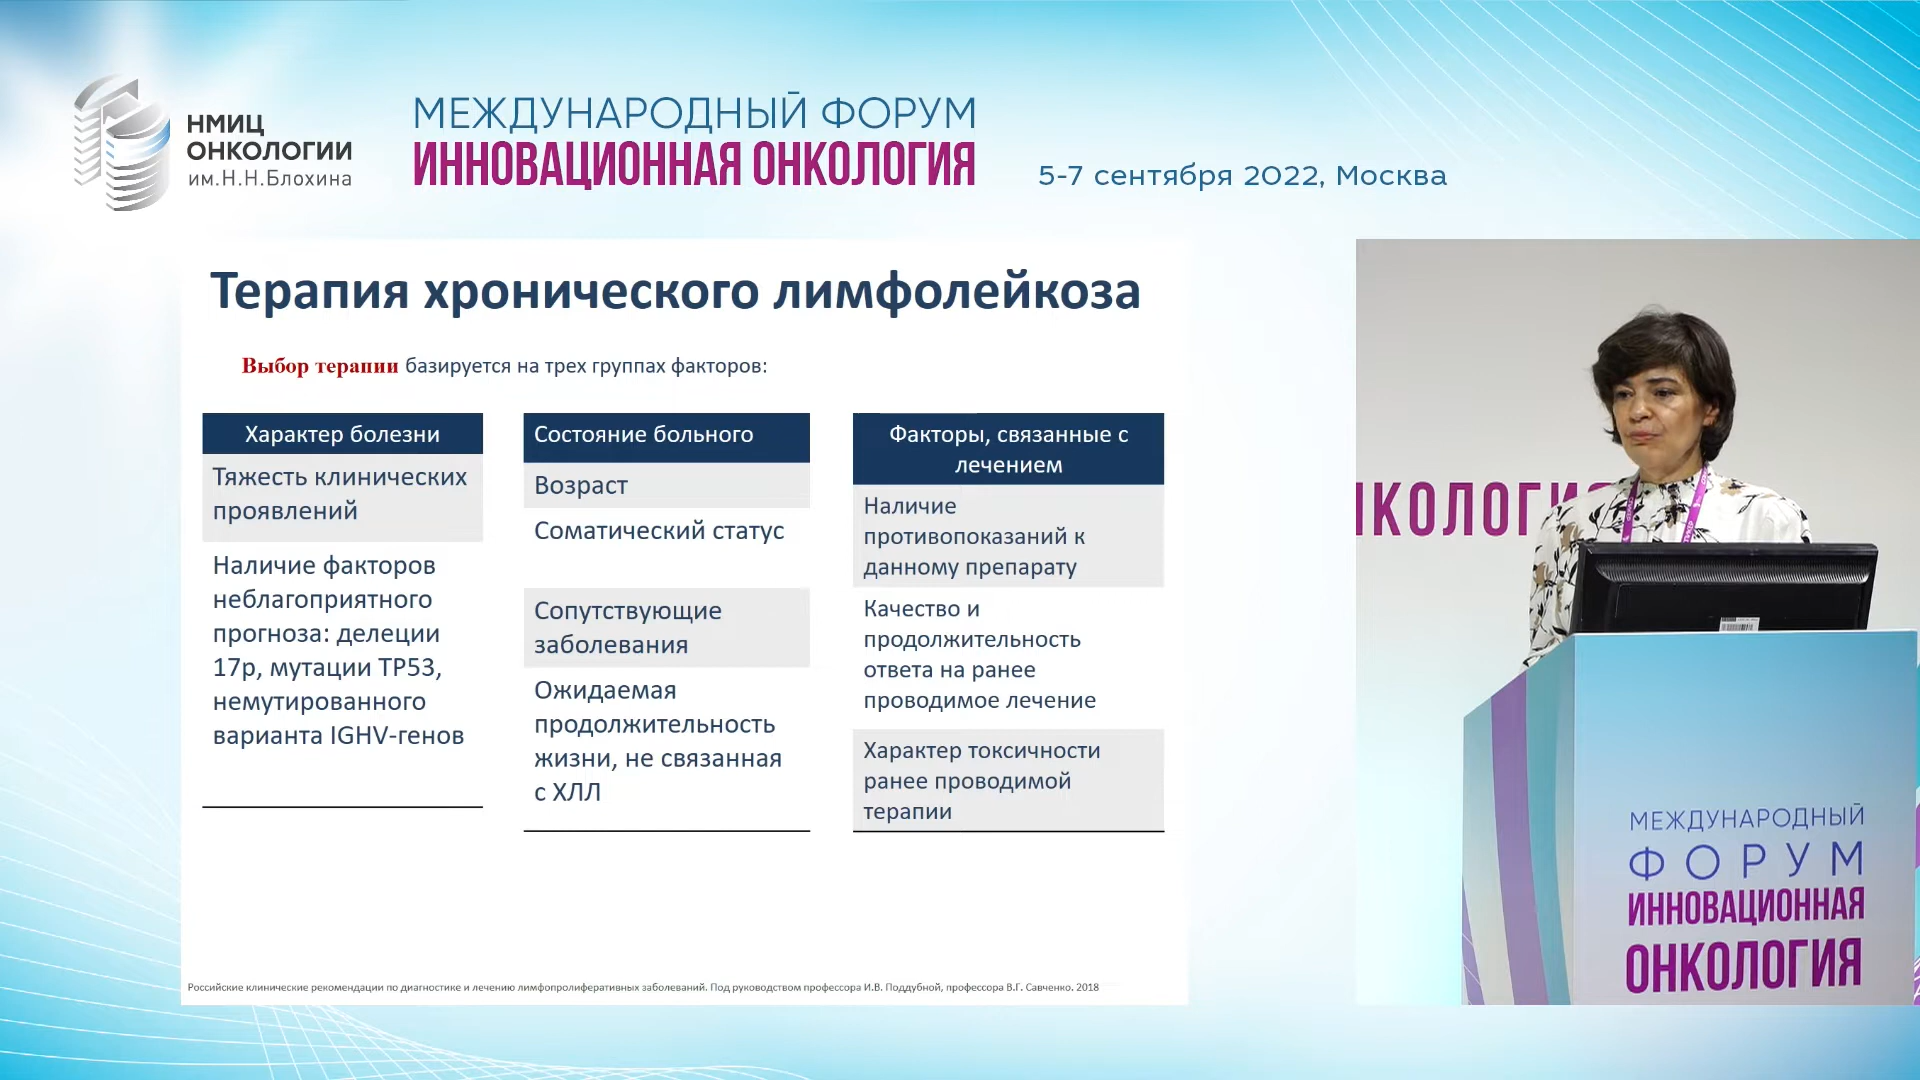 НМИЦ
ОНКОЛОГИИ
им.Н.Н.Блохина
МЕЖДУНАРОДНЫЙ ФОРУМ
ИННОВАЦИОННАЯ ОНКОЛОГИЯ
5-7 сентября 2022, Москва
Терапия хронического лимфолейкоза
Выбор терапии базируется на трех группах факторов:
Характер болезни
Тяжесть клинических
проявлений
Наличие факторов
неблагоприятного
прогноза: делеции
17p, мутации TP53,
немутированного
варианта IGHV-генов
Состояние больного
Возраст
Соматический статус
Сопутствующие
заболевания
Ожидаемая
продолжительность
жизни, не связанная
с ХЛЛ
Факторы, связанные с
лечением
Наличие
противопоказаний к
данному препарату
Качество и
продолжительность
ответа на ранее
проводимое лечение
Характер токсичности
ранее проводимой
терапии
Российские клинические рекомендации по диагностике и лечению лимфопролиферативных заболеваний. Под руководством профессора И.В. Поддубной, профессора В.Г. Савченко. 2018
МЕЖДУНАРОДНЫЙ
ФОРУМ
ИННОВАЦИОННАЯ
ОНКОЛОГИЯ